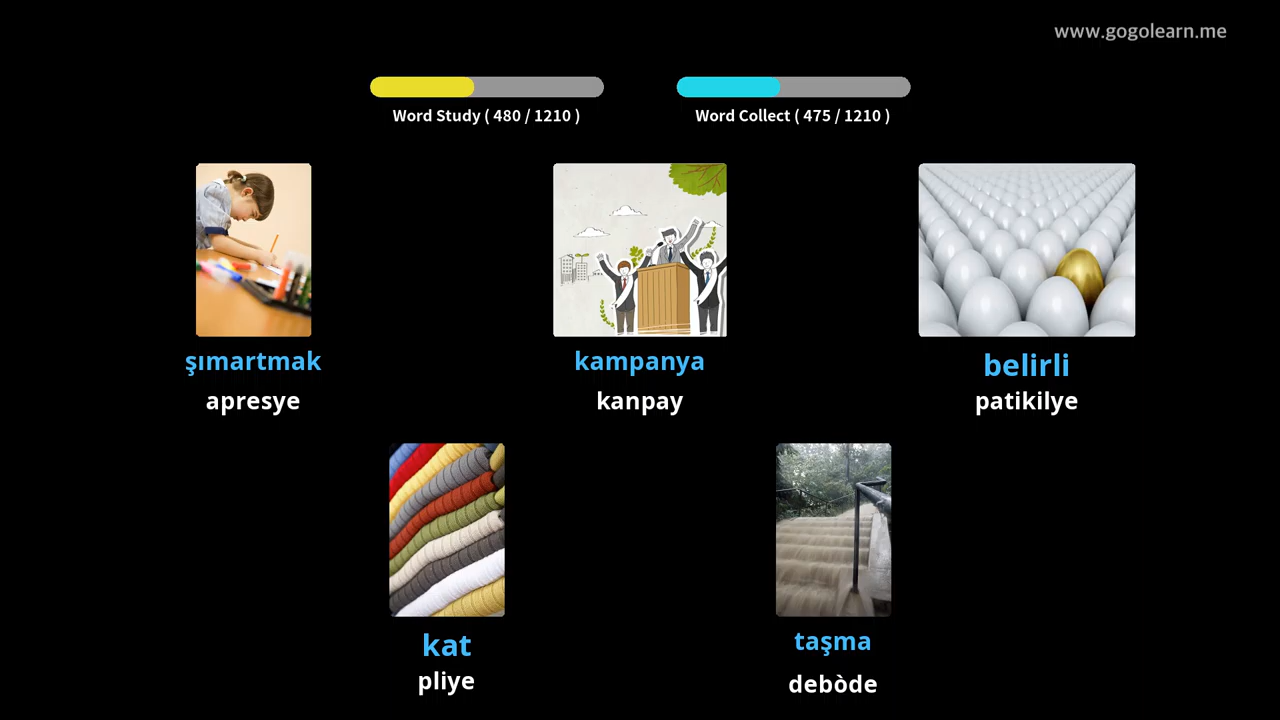 www.gogolearn.me
Word Study ( 480 / 1210 )
Word Collect ( 475 / 1210 )
şımartmak
apresye
kampanya
kanpay
belirli
patikilye
kat
pliye
taşma
debòde